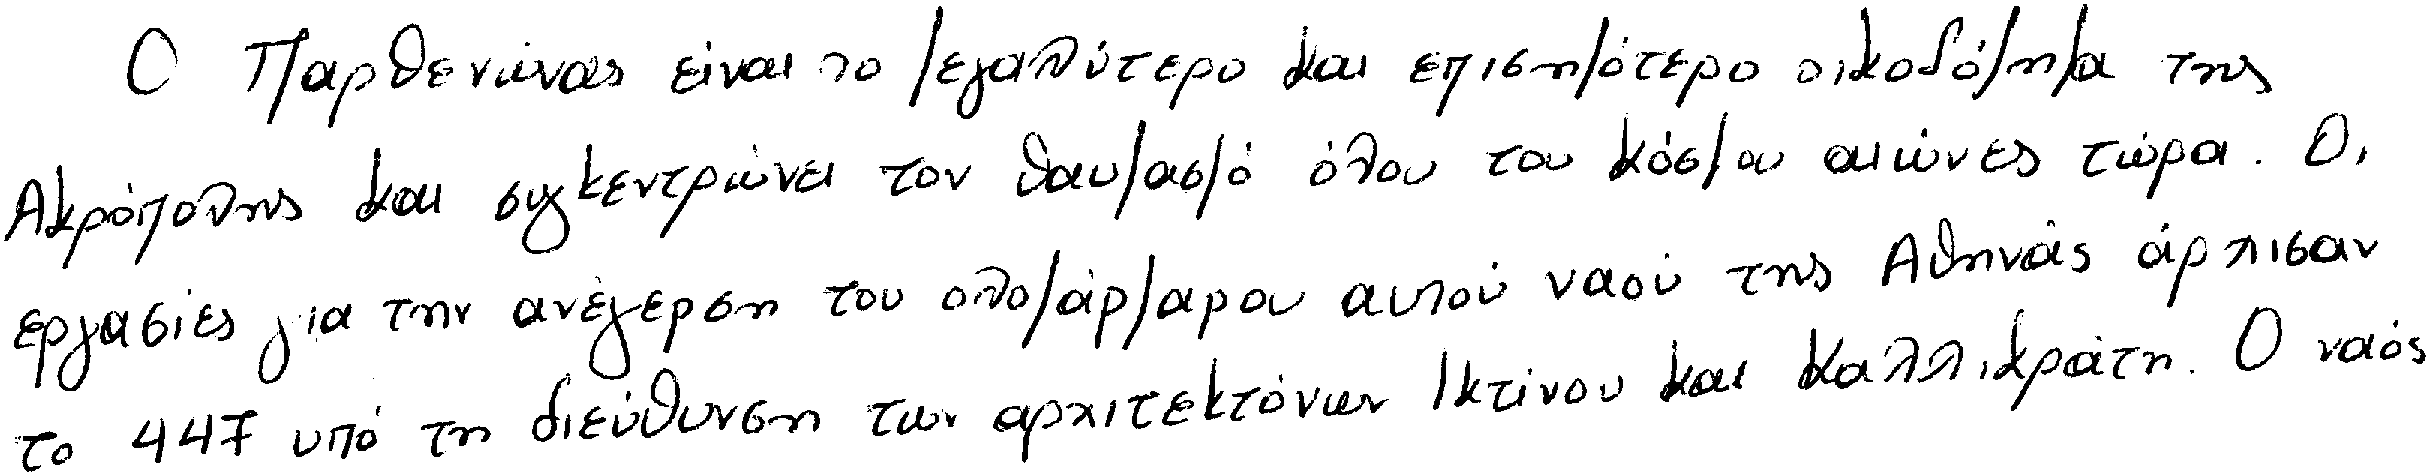 Ο Παρθενώνας είναι το μεγαλύτερο και επισημότερο οικοδόμημα της
Ακρόπολης και συγκεντρώνει τον θαυμασμό όλου του κόσμου αιώνες τώρα. Οι
εργασίες για την ανέγερση του ολομάρμαρου αυτού ναού της Αθηνάς άρχισαν
το 447 υπό τη διεύθυνση των αρχιτεκτόνων Ικτίνου και Καλλικράτη. Ο ναός